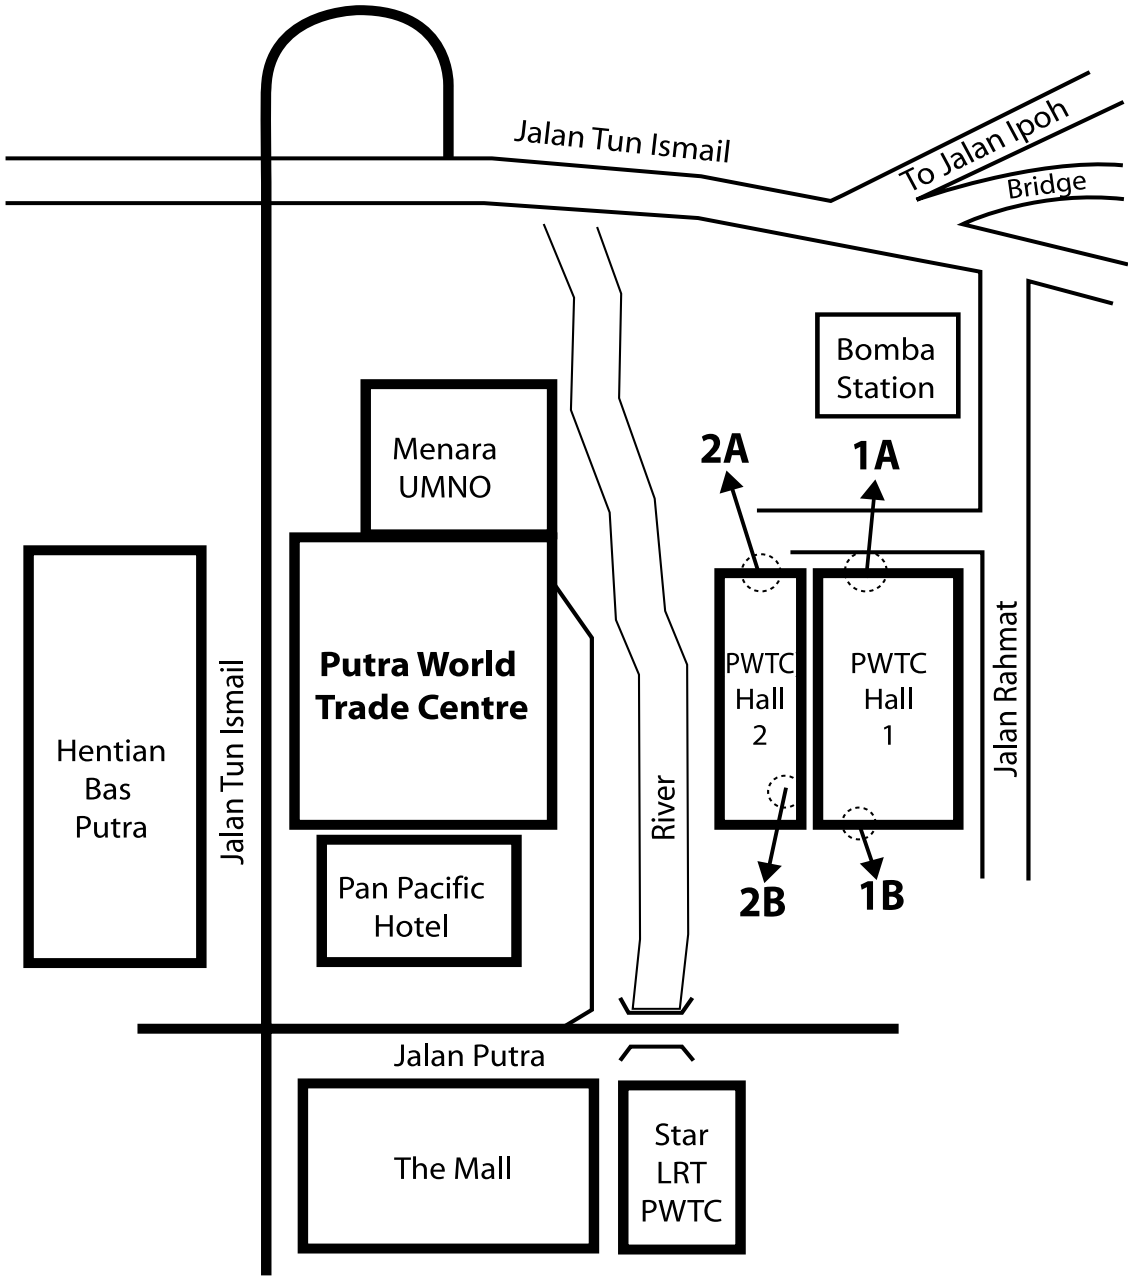 Jalan Tun Ismail
To Jalan Ipoh
Bridge
Bomba
Station
Menara
UMNO
2A
1A
Putra World
Trade Centre
PWTC
Hall
2
PWTC
Hall
1
Jalan Rahmat
Hentian
Bas
Putra
Jalan Tun Ismail
River
Pan Pacific
Hotel
2B
1B
Jalan Putra
The Mall
Star
LRT
PWTC